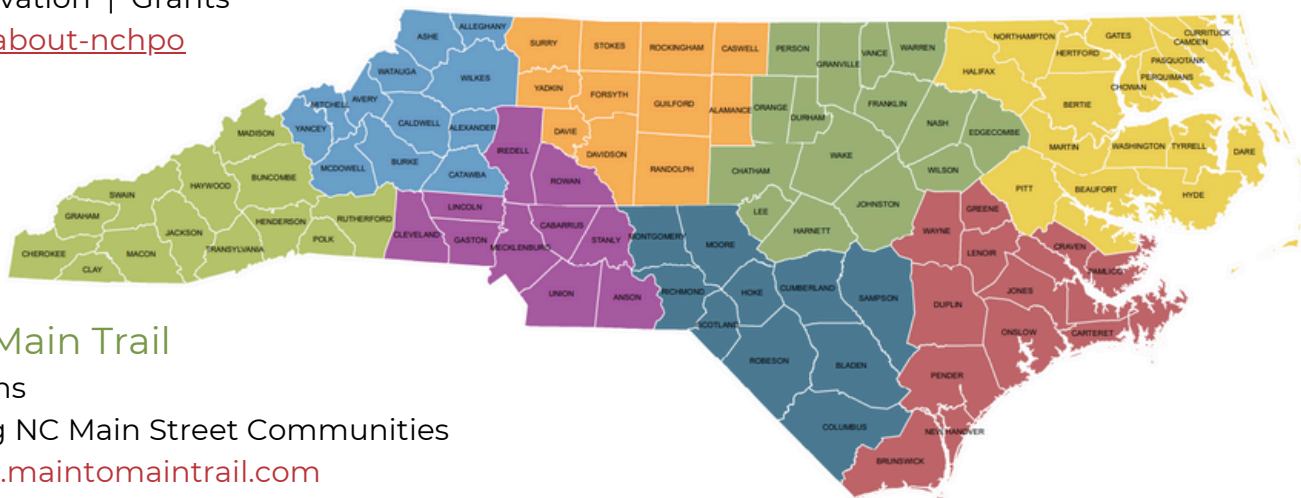 vation | Grants
about-nchpo
Main Trail
ns
g NC Main Street Communities
.maintomaintrail.com
ALLEGHANY
ASHE
SURRY
STOKES
ROCKINGHAM
CASWELL
PERSON
GRANVILLE
VANCE
WARREN
NORTHAMPTON
GATES
CURRITUCK
CAMDEN
HERTFORD
PASQUOTANK
PERQUIMANS
CHOWAN
HALIFAX
WATAUGA
WILKES
YADKIN
FORSYTH
GUILFORD
ALAMANCE
ORANGE
DURHAM
FRANKLIN
NASH
EDGECOMBE
BERTIE
MITCHELL
AVERY
YANCEY
CALDWELL
ALEXANDER
IREDELL
DAVIE
DAVIDSON
RANDOLPH
CHATHAM
WAKE
WILSON
MARTIN
WASHINGTON
TYRRELL
DARE
MADISON
MCDOWELL
BURKE
CATAWBA
ROWAN
PITT
BEAUFORT
HYDE
SWAIN
HAYWOOD
BUNCOMBE
GRAHAM
JACKSON
HENDERSON
RUTHERFORD
CLEVELAND
LINCOLN
GASTON
MECKLENBURG
CABARRUS
STANLY
MONTGOMERY
MOORE
LEE
HARNETT
JOHNSTON
WAYNE
GREENE
LENOIR
CRAVEN
PAMLICO
CHEROKEE
CLAY
MACON
TRANSYLVANIA
POLK
UNION
ANSON
RICHMOND
SCOTLAND
HOKE
CUMBERLAND
SAMPSON
DUPLIN
JONES
ONSLOW
CARTERET
ROBESON
BLADEN
PENDER
COLUMBUS
NEW HANOVER
BRUNSWICK